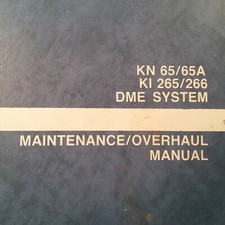 KN 65/65A
KI 265/266
DME SYSTEM
MAINTENANCE/OVERHAUL
MANUAL